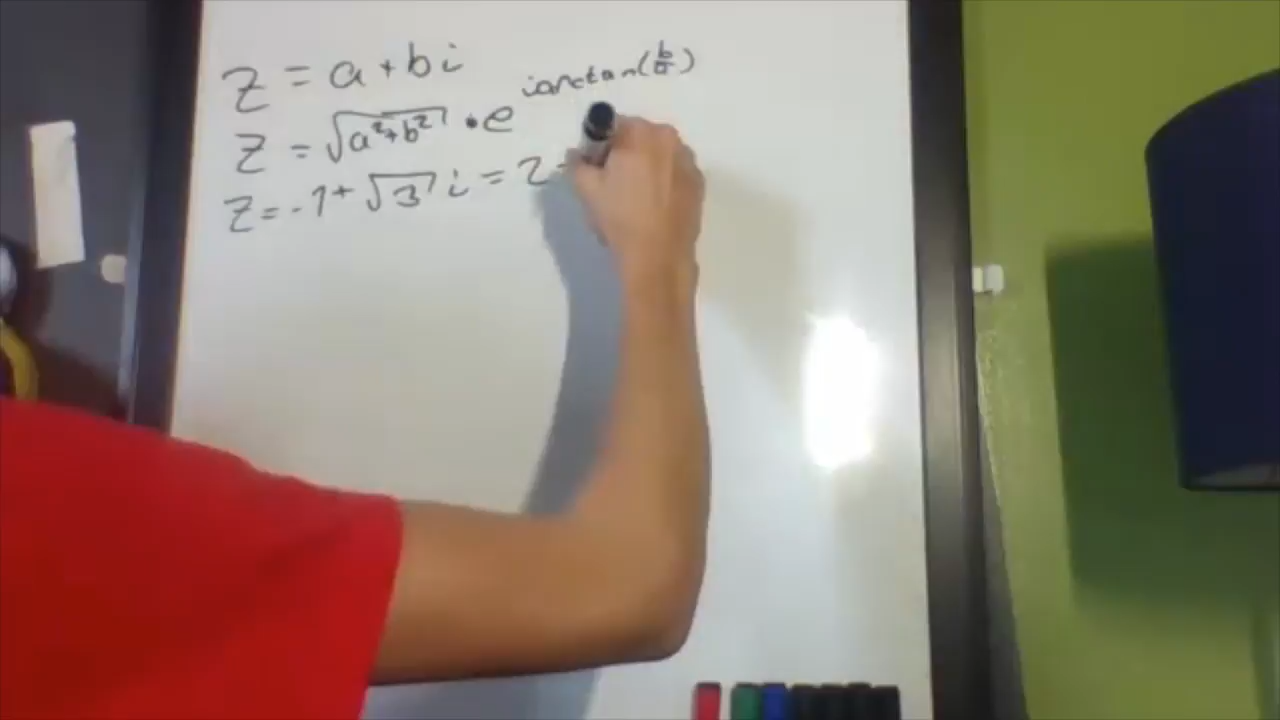 z = a + bi
z = √(a²+b²) • e^(i arctan(b/a))
z = -1 + √3 i = 2